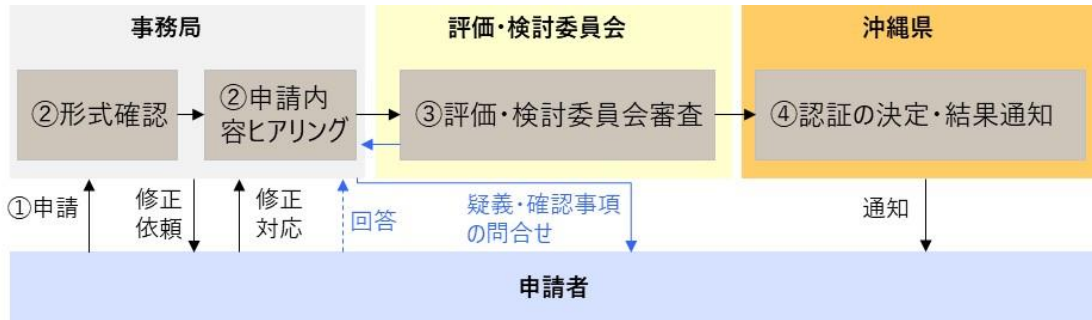 事務局
評価・検討委員会
沖縄県
②形式確認
②申請内
容ヒアリング
③評価・検討委員会審査
④認証の決定・結果通知
①申請
修正
依頼
修正
対応
回答
疑義・確認事項
の問合せ
通知
申請者